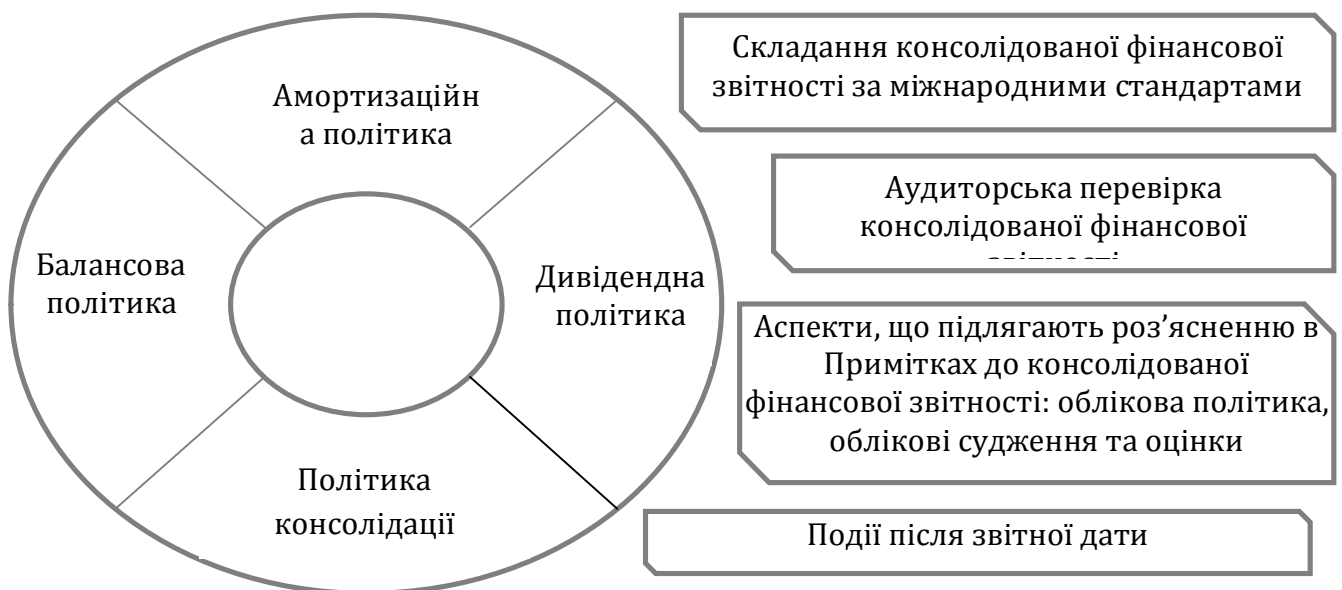 Амортизаційн
а політика
Балансова
політика
Дивідендна
політика
Політика
консолідації
Складання консолідованої фінансової
звітності за міжнародними стандартами
Аудиторська перевірка
консолідованої фінансової
Аспекти, що підлягають роз’ясненню в
Примітках до консолідованої
фінансової звітності: облікова політика,
облікові судження та оцінки
Події після звітної дати